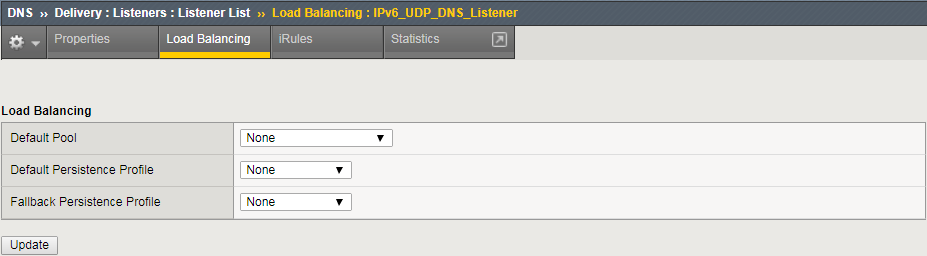 DNS ›› Delivery : Listeners : Listener List ›› Load Balancing : IPv6_UDP_DNS_Listener
Properties Load Balancing iRules Statistics
Load Balancing
Default Pool None
Default Persistence Profile None
Fallback Persistence Profile None
Update